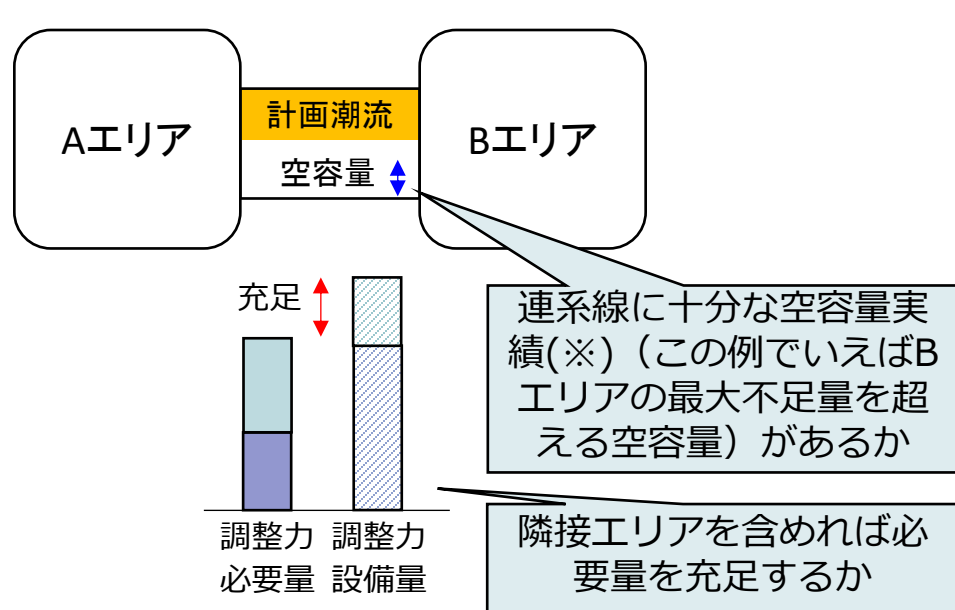 Aエリア
計画潮流
空容量
Bエリア
充足
連系線に十分な空容量実
績(※)（この例でいえばB
エリアの最大不足量を超
える空容量）があるか
調整力
必要量
調整力
設備量
隣接エリアを含めれば必
要量を充足するか